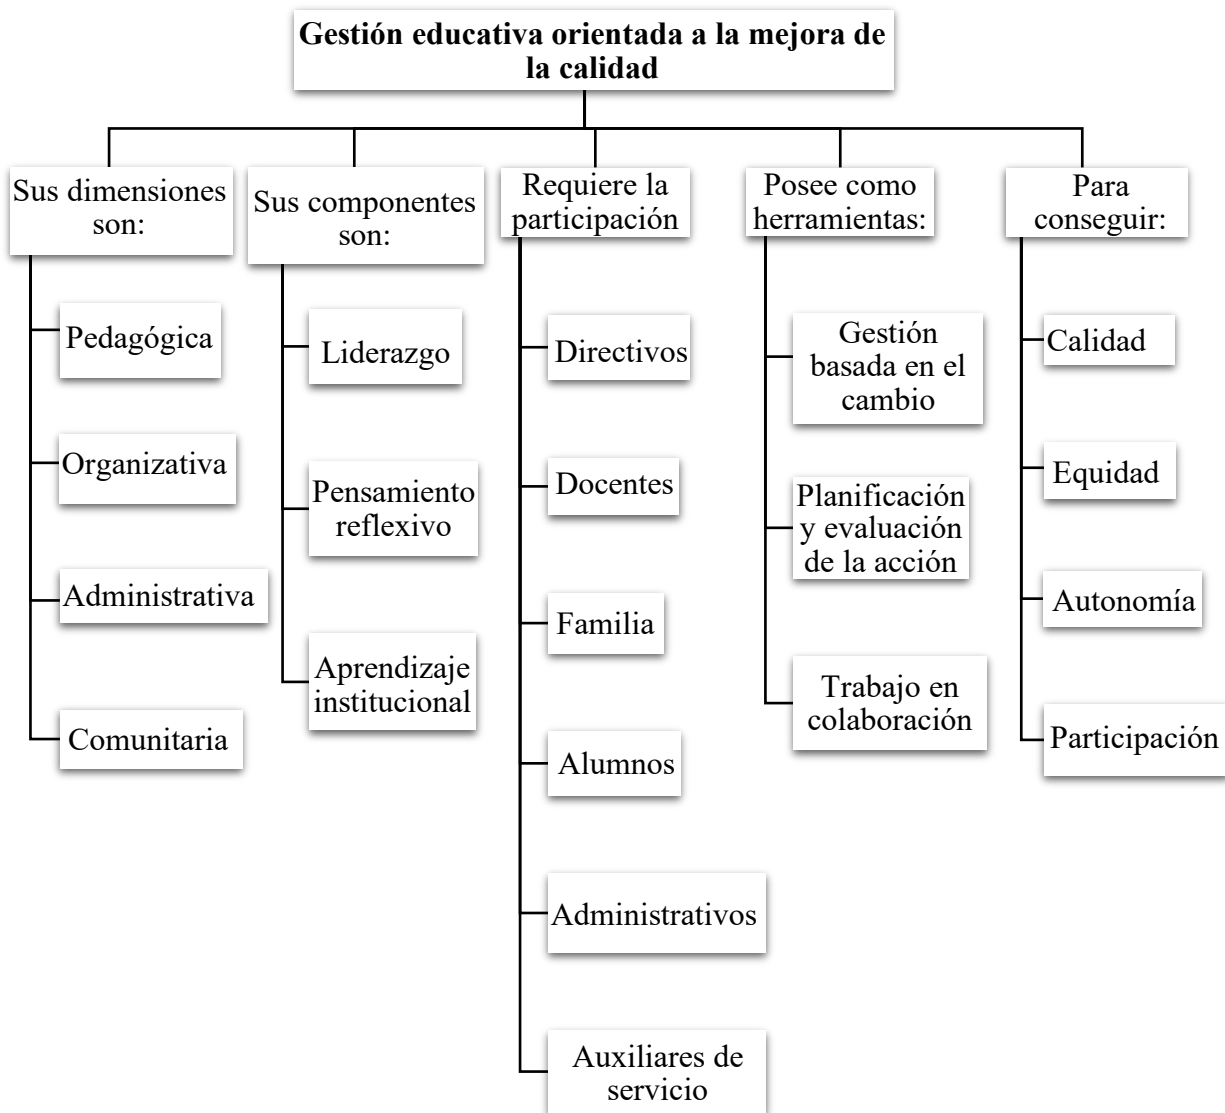 Gestión educativa orientada a la mejora de
la calidad
Sus dimensiones
son:
Pedagógica
Organizativa
Administrativa
Comunitaria
Sus componentes
son:
Liderazgo
Pensamiento
reflexivo
Aprendizaje
institucional
Requiere la
participación
Directivos
Docentes
Familia
Alumnos
Administrativos
Auxiliares de
servicio
Posee como
herramientas:
Gestión
basada en el
cambio
Planificación
y evaluación
de la acción
Trabajo en
colaboración
Para
conseguir:
Calidad
Equidad
Autonomía
Participación